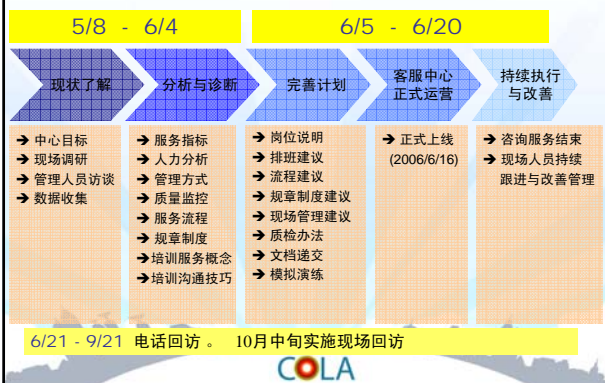 5/8 - 6/4
6/5 - 6/20
现状了解
分析与诊断
完善计划
客服中心
正式运营
持续执行
与改善
➔ 中心目标
➔ 现场调研
➔ 管理人员访谈
➔ 数据收集
➔ 服务指标
➔ 人力分析
➔ 管理方式
➔ 质量监控
➔ 服务流程
➔ 规章制度
➔培训服务概念
➔培训沟通技巧
➔ 岗位说明
➔ 排班建议
➔ 流程建议
➔ 规章制度建议
➔ 现场管理建议
➔ 质检办法
➔ 文档递交
➔ 模拟演练
➔ 正式上线
(2006/6/16)
➔ 咨询服务结束
➔ 现场人员持续
跟进与改善管理
6/21 - 9/21 电话回访 。 10月中旬实施现场回访
COLA